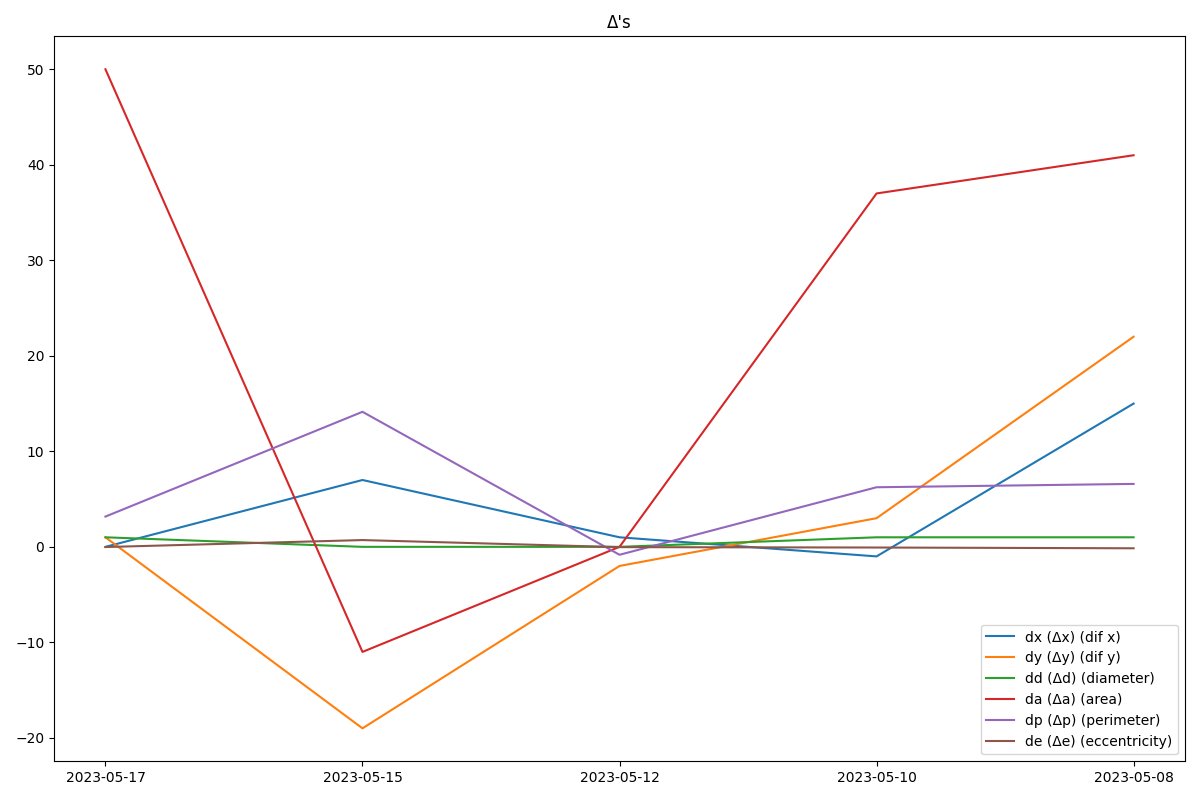 Δ's
50
40
30
20
10
0
−10
−20
2023-05-17 2023-05-15 2023-05-12 2023-05-10 2023-05-08
dx (Δx) (dif x)
dy (Δy) (dif y)
dd (Δd) (diameter)
da (Δa) (area)
dp (Δp) (perimeter)
de (Δe) (eccentricity)